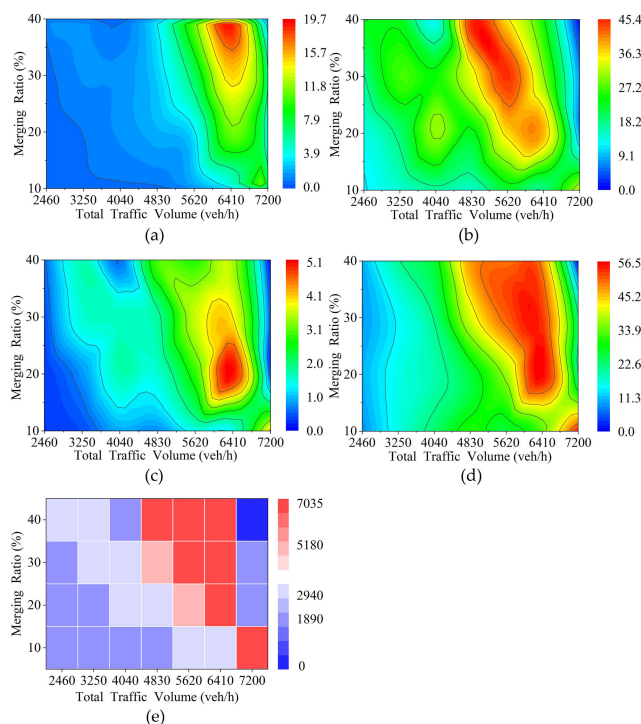 40
30
20
10
Merging Ratio (%)
2460 3250 4040 4830 5620 6410 7200
Total Traffic Volume (veh/h)
19.7
15.8
11.8
7.9
3.9
0.0
(a)
40
30
20
10
Merging Ratio (%)
2460 3250 4040 4830 5620 6410 7200
Total Traffic Volume (veh/h)
45.4
36.3
27.2
18.2
9.1
0.0
(b)
40
30
20
10
Merging Ratio (%)
2460 3250 4040 4830 5620 6410 7200
Total Traffic Volume (veh/h)
5.1
4.1
3.1
2.0
1.0
0.0
(c)
40
30
20
10
Merging Ratio (%)
2460 3250 4040 4830 5620 6410 7200
Total Traffic Volume (veh/h)
56.5
45.2
33.9
22.6
11.3
0.0
(d)
40
30
20
10
Merging Ratio (%)
2460 3250 4040 4830 5620 6410 7200
Total Traffic Volume (veh/h)
7035
5180
2940
1890
0
(e)